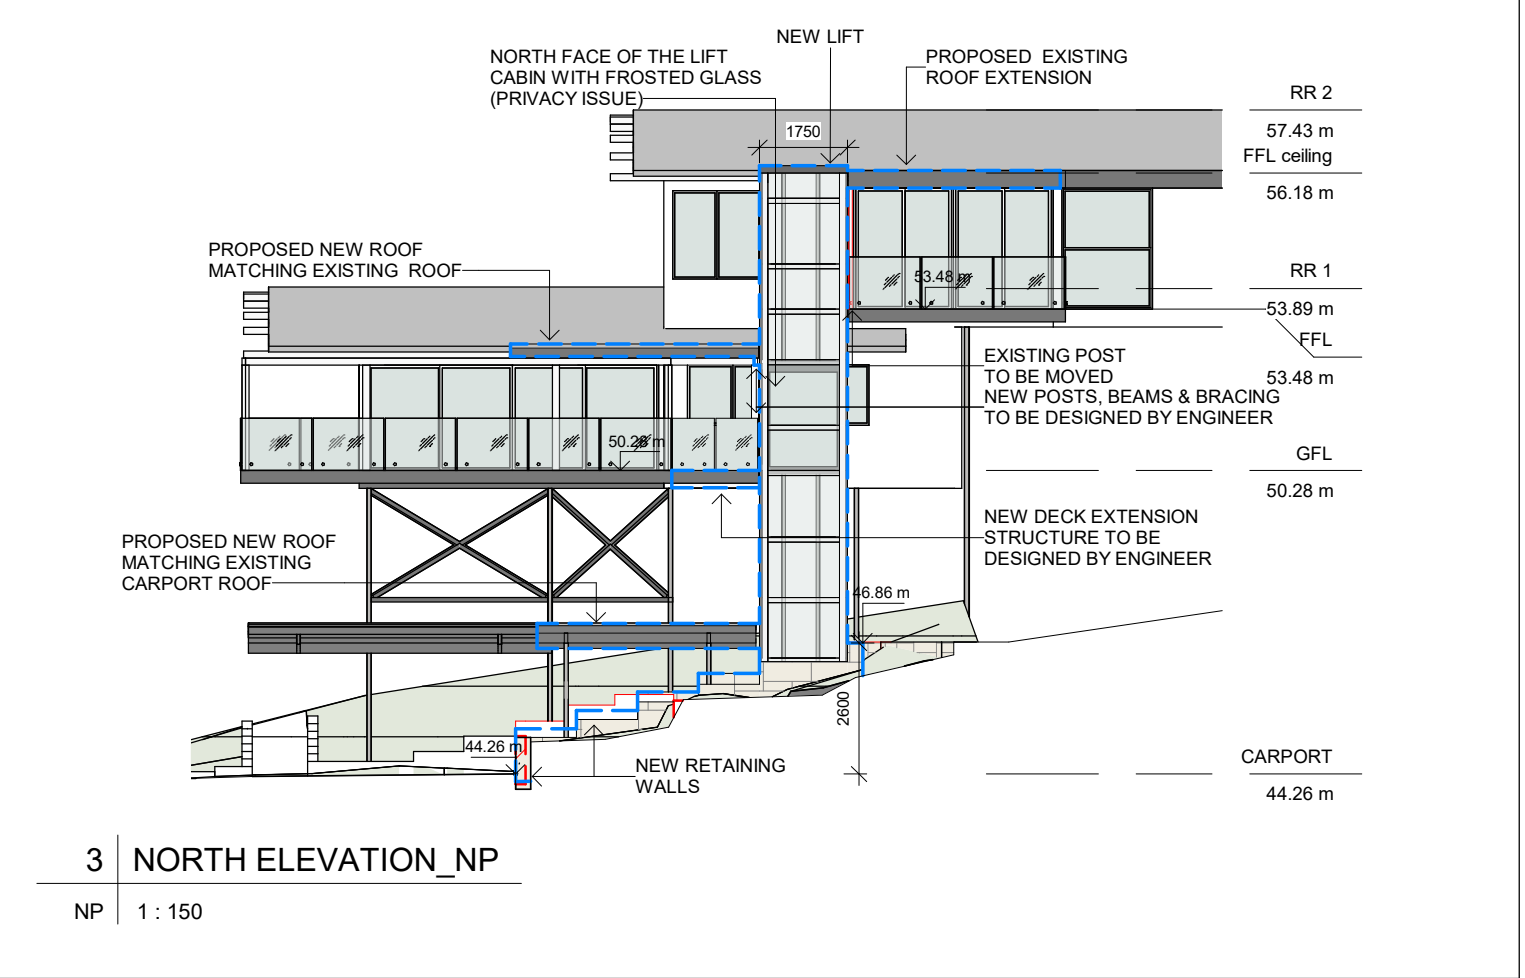 NEW LIFT
NORTH FACE OF THE LIFT
CABIN WITH FROSTED GLASS
(PRIVACY ISSUE)
PROPOSED  EXISTING
ROOF EXTENSION
RR 2
57.43 m
1750
FFL ceiling
56.18 m
PROPOSED NEW ROOF
MATCHING EXISTING  ROOF
53.48 m
RR 1
53.89 m
FFL
53.48 m
EXISTING POST
TO BE MOVED
NEW POSTS, BEAMS & BRACING
TO BE DESIGNED BY ENGINEER
50.28 m
GFL
50.28 m
NEW DECK EXTENSION
STRUCTURE TO BE
DESIGNED BY ENGINEER
PROPOSED NEW ROOF
MATCHING EXISTING
CARPORT ROOF
46.86 m
2600
44.26 m
NEW RETAINING
WALLS
CARPORT
44.26 m
3 NORTH ELEVATION_NP
NP 1 : 150